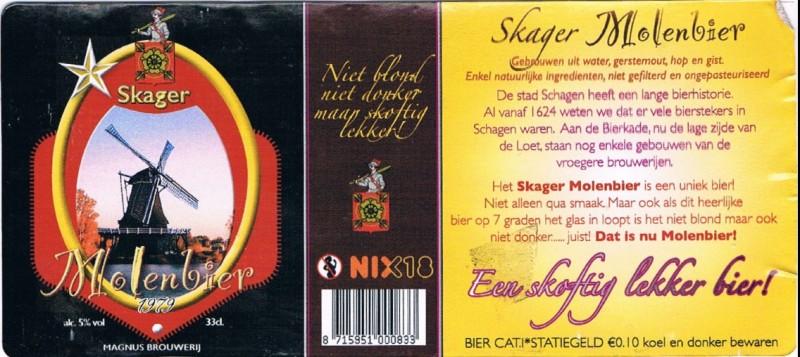 Skager
Molenbier
1979
alc. 5% vol
33cl.
MAGNUS BROUWERIJ
Niet blond
niet donker
maar skoftig
lekker!
NIX18
8 715951 000833
Skager Molenbier
Gebrouwen uit water, gerstemout, hop en gist.
Enkel natuurlijke ingredienten, niet gefilterd en ongepasteuriseerd
De stad Schagen heeft een lange bierhistorie.
Al vanaf 1624 weten we dat er vele bierstekers in
Schagen waren. Aan de Bierkade, nu de lage zijde van
de Loet, staan nog enkele gebouwen van de
vroegere brouwerijen.
Het Skager Molenbier is een uniek bier!
Niet alleen qua smaak. Maar ook als dit heerlijke
bier op 7 graden het glas in loopt is het niet blond maar ook
niet donker...... juist! Dat is nu Molenbier!
Een skoftig lekker bier!
BIER CAT.I*STATIEGELD €0.10 koel en donker bewaren